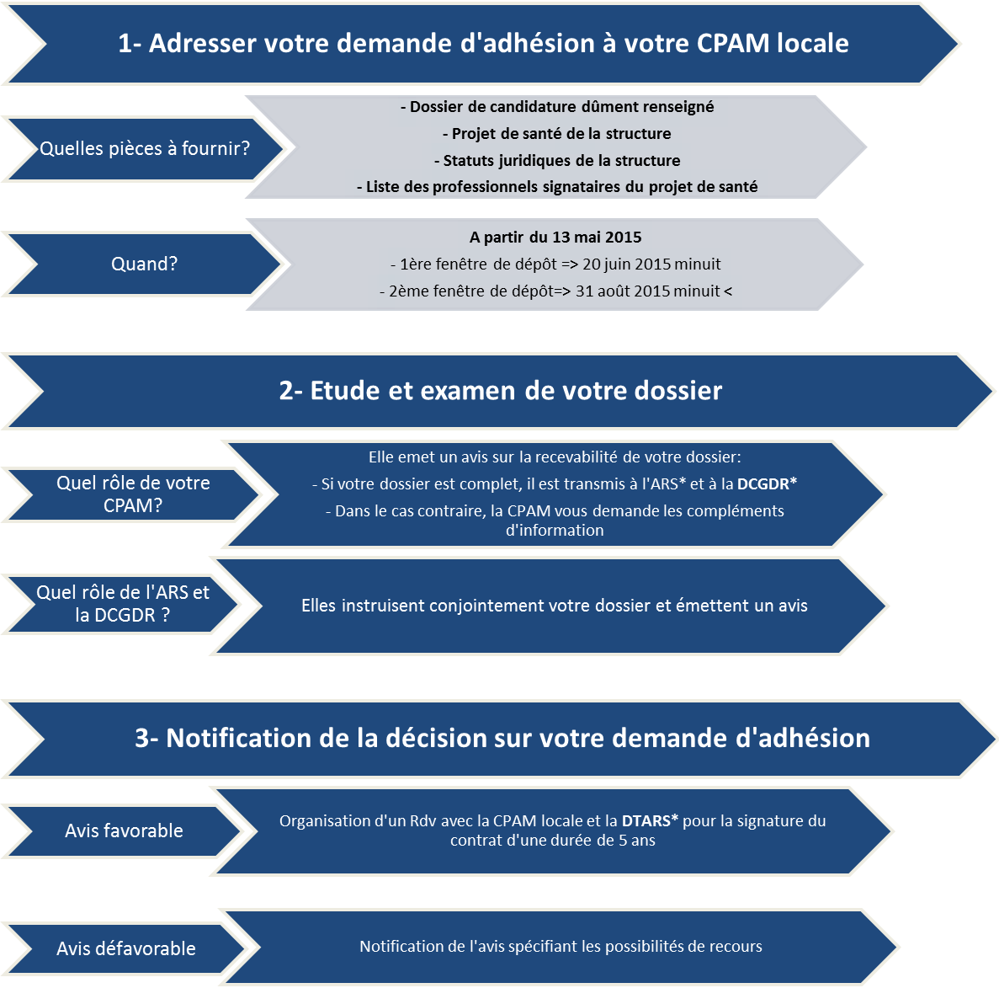 1- Adresser votre demande d'adhésion à votre CPAM locale
Quelles pièces à fournir?
- Dossier de candidature dûment renseigné
- Projet de santé de la structure
- Statuts juridiques de la structure
- Liste des professionnels signataires du projet de santé
Quand?
A partir du 13 mai 2015
- 1ère fenêtre de dépôt => 20 juin 2015 minuit
- 2ème fenêtre de dépôt=> 31 août 2015 minuit <
2- Etude et examen de votre dossier
Quel rôle de votre
CPAM?
Elle emet un avis sur la recevabilité de votre dossier:
- Si votre dossier est complet, il est transmis à l'ARS* et à la DCGDR*
- Dans le cas contraire, la CPAM vous demande les compléments
d'information
Quel rôle de l'ARS et
la DCGDR ?
Elles instruisent conjointement votre dossier et émettent un avis
3- Notification de la décision sur votre demande d'adhésion
Avis favorable
Organisation d'un Rdv avec la CPAM locale et la DTARS* pour la signature du
contrat d'une durée de 5 ans
Avis défavorable
Notification de l'avis spécifiant les possibilités de recours